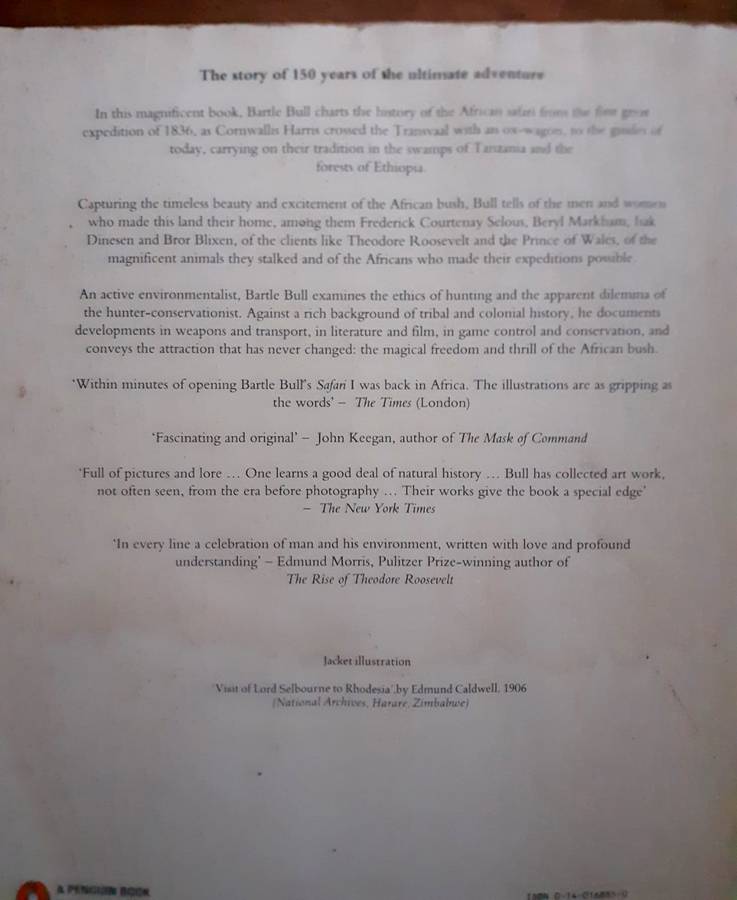 The story of 150 years of the ultimate adventure
In this magnificent book, Bartle Bull charts the history of the African safari from the first great
expedition of 1836, as Cornwallis Harris crossed the Transvaal with an ox-wagon, to the guides of
today, carrying on their tradition in the swamps of Tanzania and the
forests of Ethiopia.
Capturing the timeless beauty and excitement of the African bush, Bull tells of the men and women
who made this land their home, among them Frederick Courtenay Selous, Beryl Markham, Isak
Dinesen and Bror Blixen, of the clients like Theodore Roosevelt and the Prince of Wales, of the
magnificent animals they stalked and of the Africans who made their expeditions possible.
An active environmentalist, Bartle Bull examines the ethics of hunting and the apparent dilemma of
the hunter-conservationist. Against a rich background of tribal and colonial history, he documents
developments in weapons and transport, in literature and film, in game control and conservation, and
conveys the attraction that has never changed: the magical freedom and thrill of the African bush.
'Within minutes of opening Bartle Bull's Safari I was back in Africa. The illustrations are as gripping as
the words' – The Times (London)
'Fascinating and original' – John Keegan, author of The Mask of Command
'Full of pictures and lore … One learns a good deal of natural history … Bull has collected art work,
not often seen, from the era before photography … Their works give the book a special edge'
– The New York Times
'In every line a celebration of man and his environment, written with love and profound
understanding' – Edmund Morris, Pulitzer Prize-winning author of
The Rise of Theodore Roosevelt
Jacket illustration
'Visit of Lord Selbourne to Rhodesia' by Edmund Caldwell, 1906
(National Archives, Harare, Zimbabwe)
A PENGUIN BOOK
ISBN